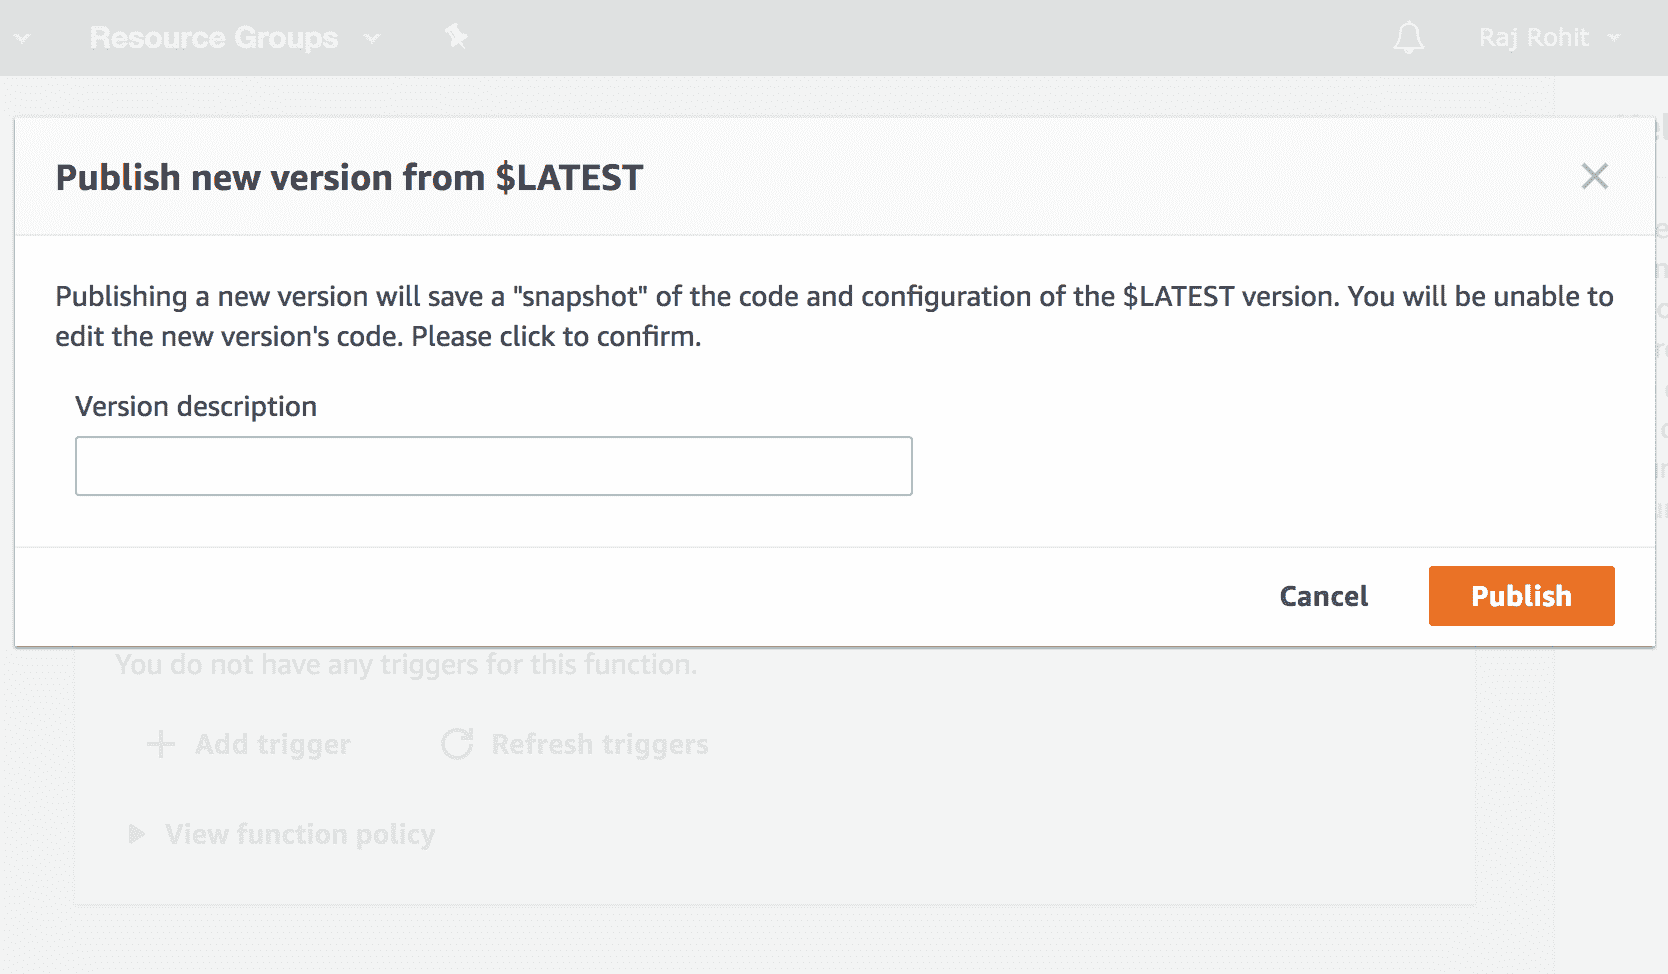 Resource Groups
Raj Rohit
Publish new version from $LATEST
Publishing a new version will save a "snapshot" of the code and configuration of the $LATEST version. You will be unable to
edit the new version's code. Please click to confirm.
Version description
Cancel
Publish
You do not have any triggers for this function.
Add trigger
Refresh triggers
View function policy